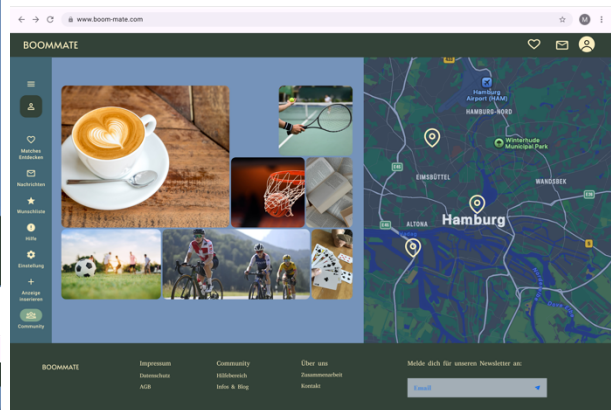 www.boom-mate.com
M
BOOMMATE
Matches
Entdecken
Nachrichten
Wunschliste
Hilfe
Einstellung
Anzeige
inserieren
Community
Hamburg
Airport (HAM)
HAMBURG-NORD
Winterhude
Municipal Park
EIMSBÜTTEL
WANDSBEK
ALTONA
Hamburg
BOOMMATE
Impressum
Datenschutz
AGB
Community
Hilfebereich
Infos & Blog
Über uns
Zusammenarbeit
Kontakt
Melde dich für unseren Newsletter an:
Email